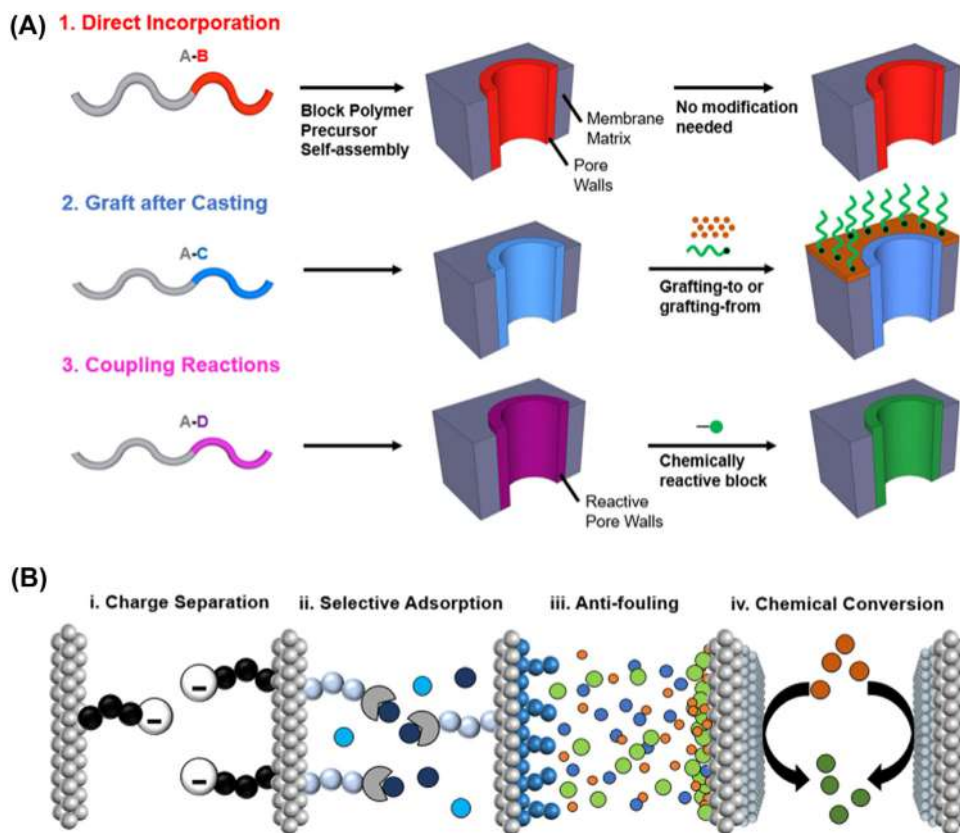 (A)
1. Direct Incorporation
A-B
Block Polymer
Precursor
Self-assembly
Membrane
Matrix
Pore
Walls
No modification
needed
2. Graft after Casting
A-C
Grafting-to or
grafting-from
3. Coupling Reactions
A-D
Reactive
Pore Walls
Chemically
reactive block
(B)
i. Charge Separation
ii. Selective Adsorption
iii. Anti-fouling
iv. Chemical Conversion
-
-
-